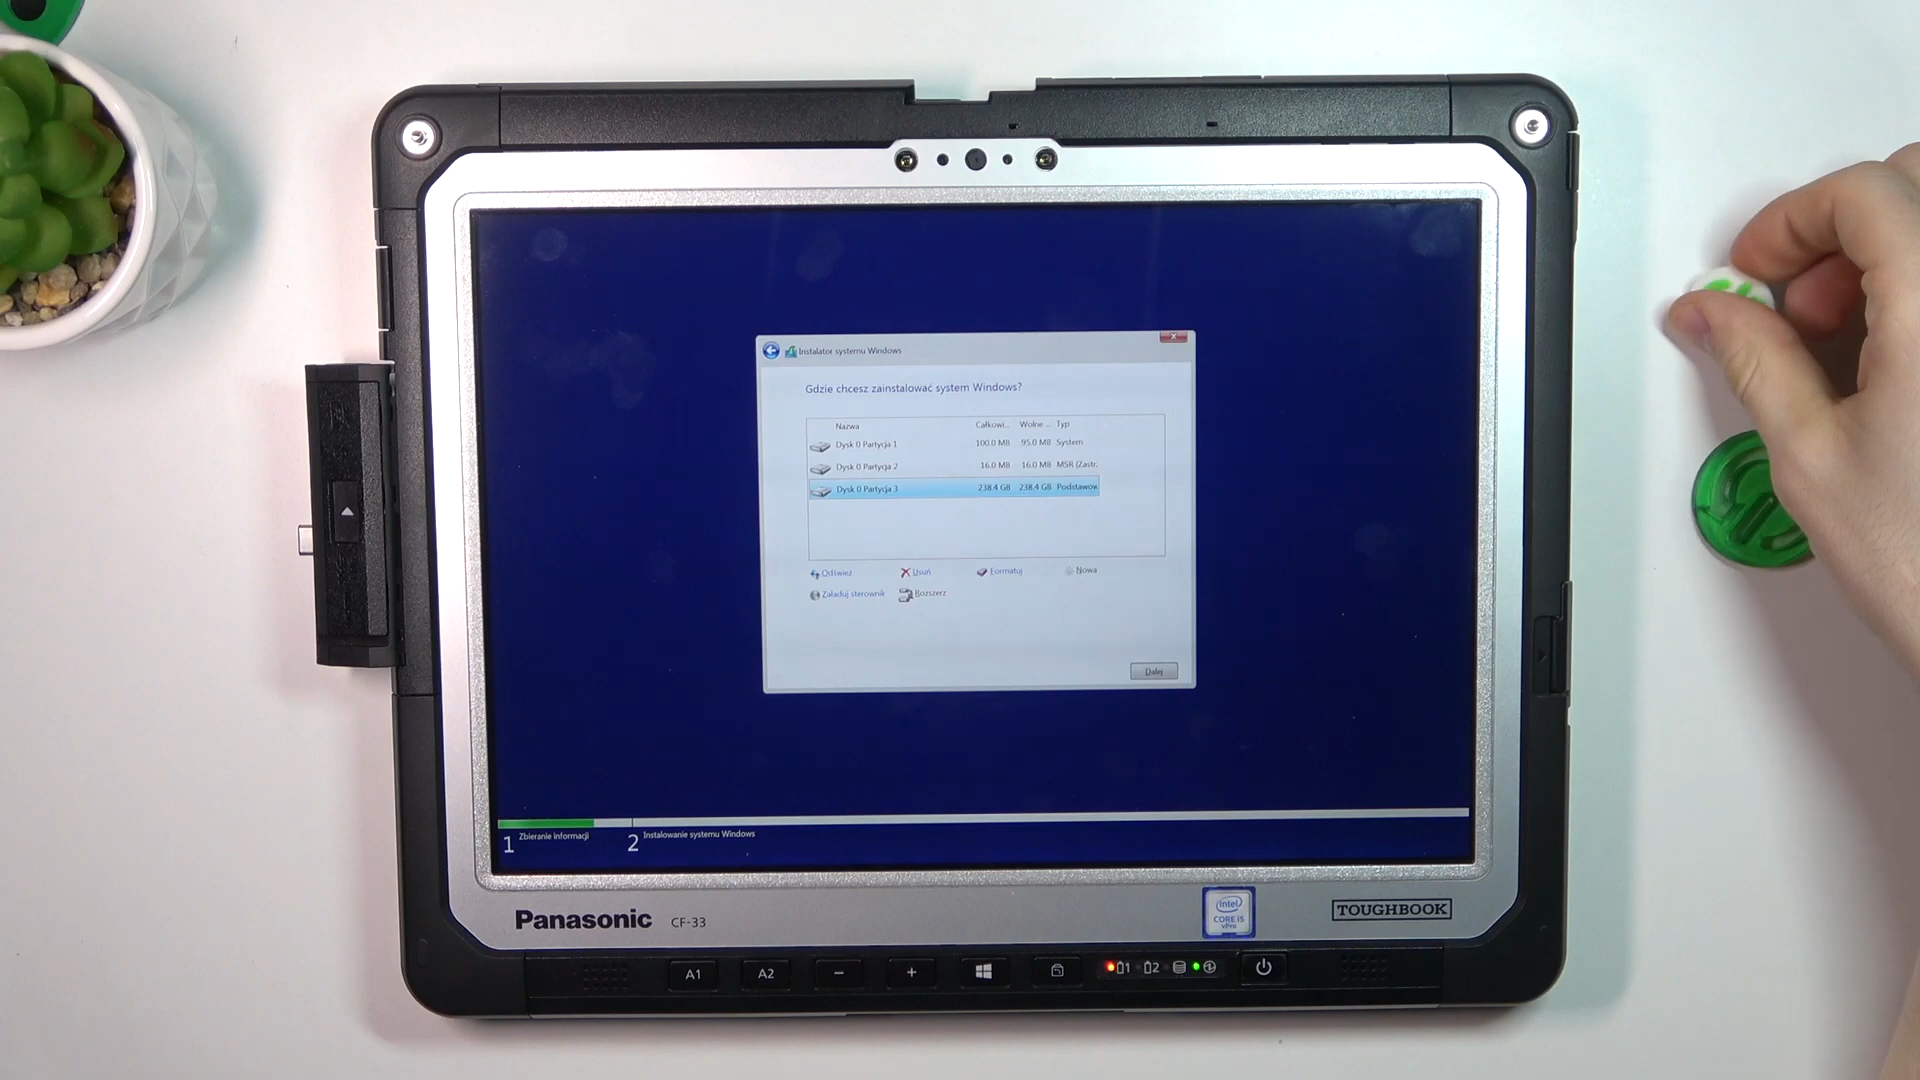 Instalator systemu Windows
Gdzie chcesz zainstalować system Windows?
Nazwa Całkowi... Wolne ... Typ
Dysk 0 Partycja 1 100.0 MB 95.0 MB System
Dysk 0 Partycja 2 16.0 MB 16.0 MB MSR (Zastr.
Dysk 0 Partycja 3 238.4 GB 238.4 GB Podstawow
Odśwież Usuń Formatuj Nowa
Załaduj sterownik Rozszerz
Dalej
1 Zbieranie informacji 2 Instalowanie systemu Windows
Panasonic CF-33
intel
CORE i5
vPro
TOUGHBOOK
A1 A2 - + 1 2